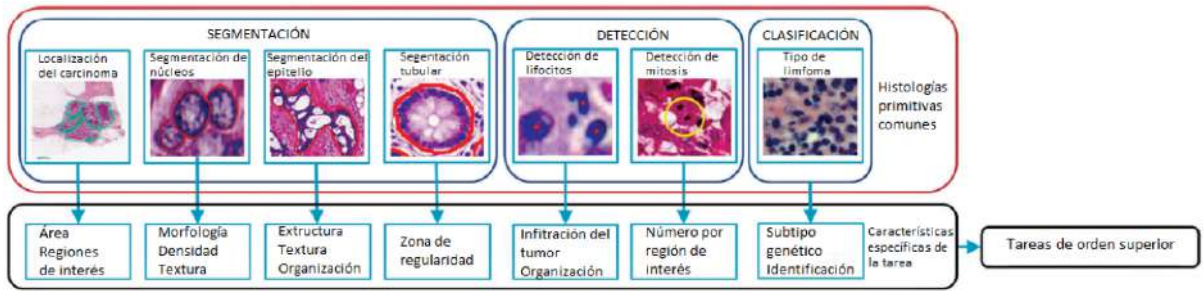 SEGMENTACIÓN
DETECCIÓN
CLASIFICACIÓN
Localización
del carcinoma
Segmentación de
núcleos
Segmentación del
epitelio
Segentación
tubular
Detección de
lifocitos
Detección de
mitosis
Tipo de
limfoma
Histologías
primitivas
comunes
Área
Regiones
de interés
Morfología
Densidad
Textura
Extructura
Textura
Organización
Zona de
regularidad
Infitración del
tumor
Organización
Número por
región de
interés
Subtipo
genético
Identificación
Características
específicas de
la tarea
Tareas de orden superior